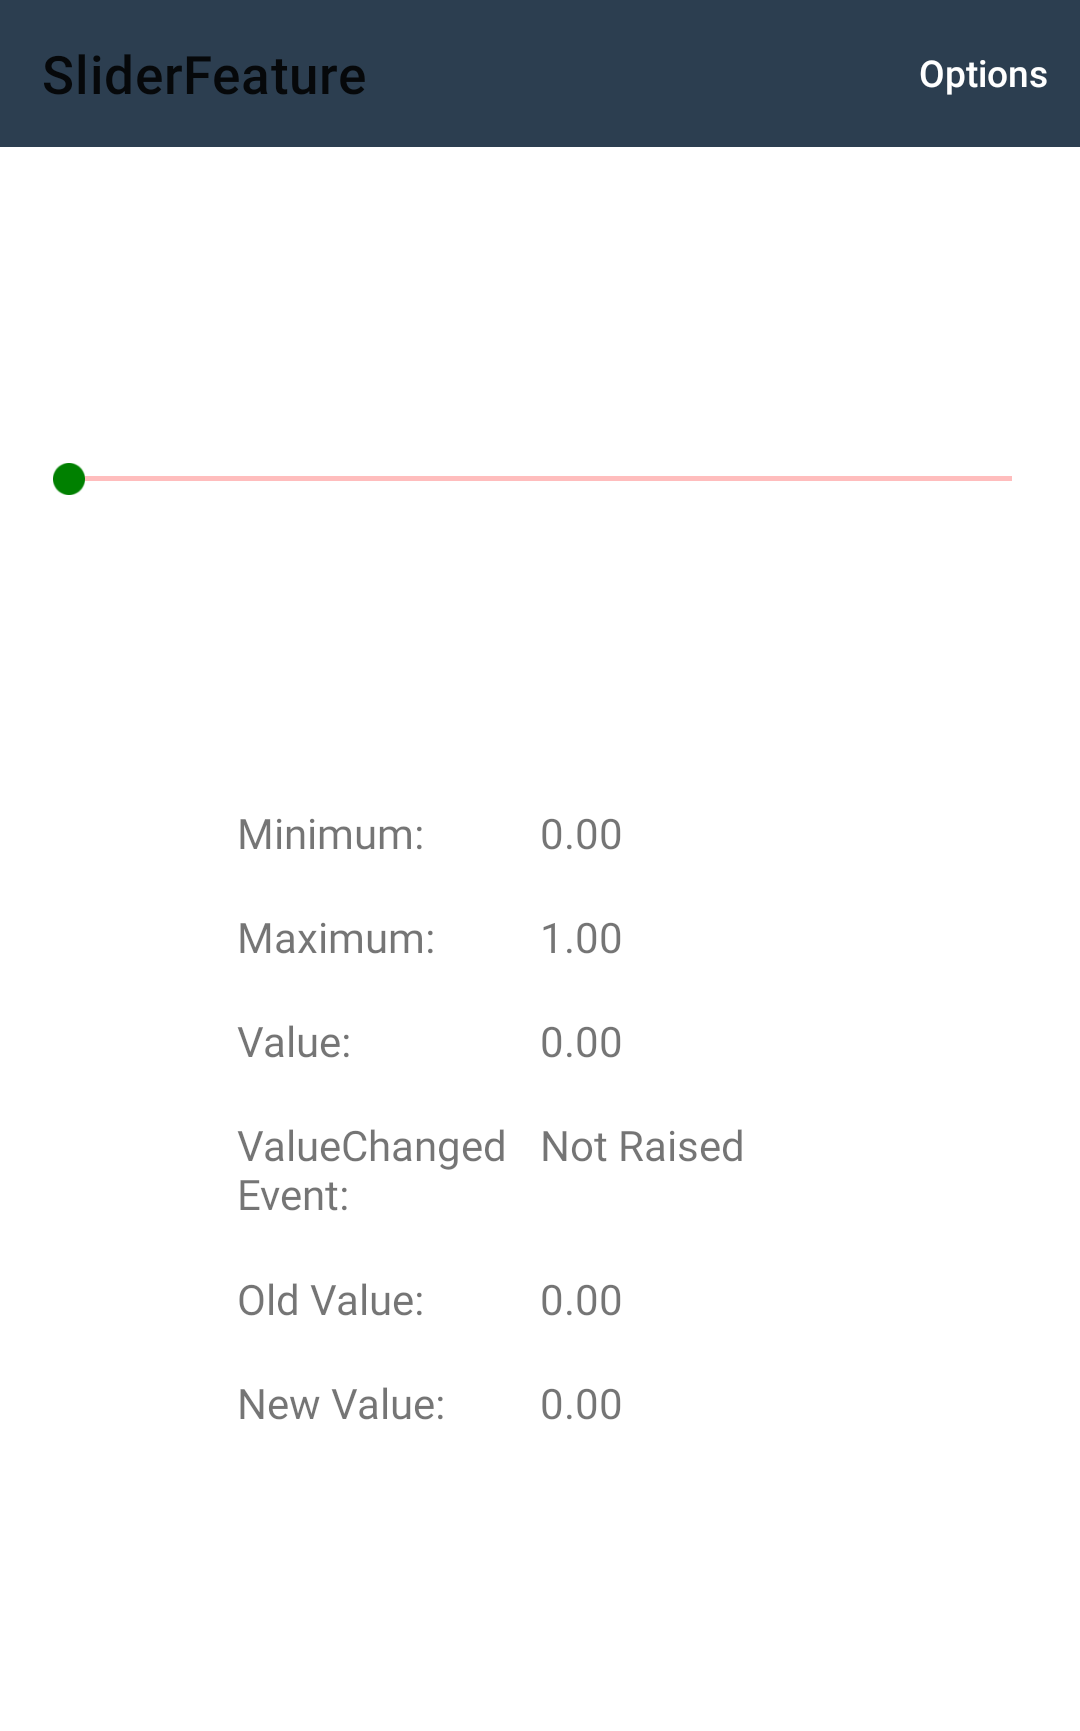 SliderFeature
Options
Minimum: 0.00
Maximum: 1.00
Value: 0.00
ValueChanged Not Raised
Event:
Old Value: 0.00
New Value: 0.00